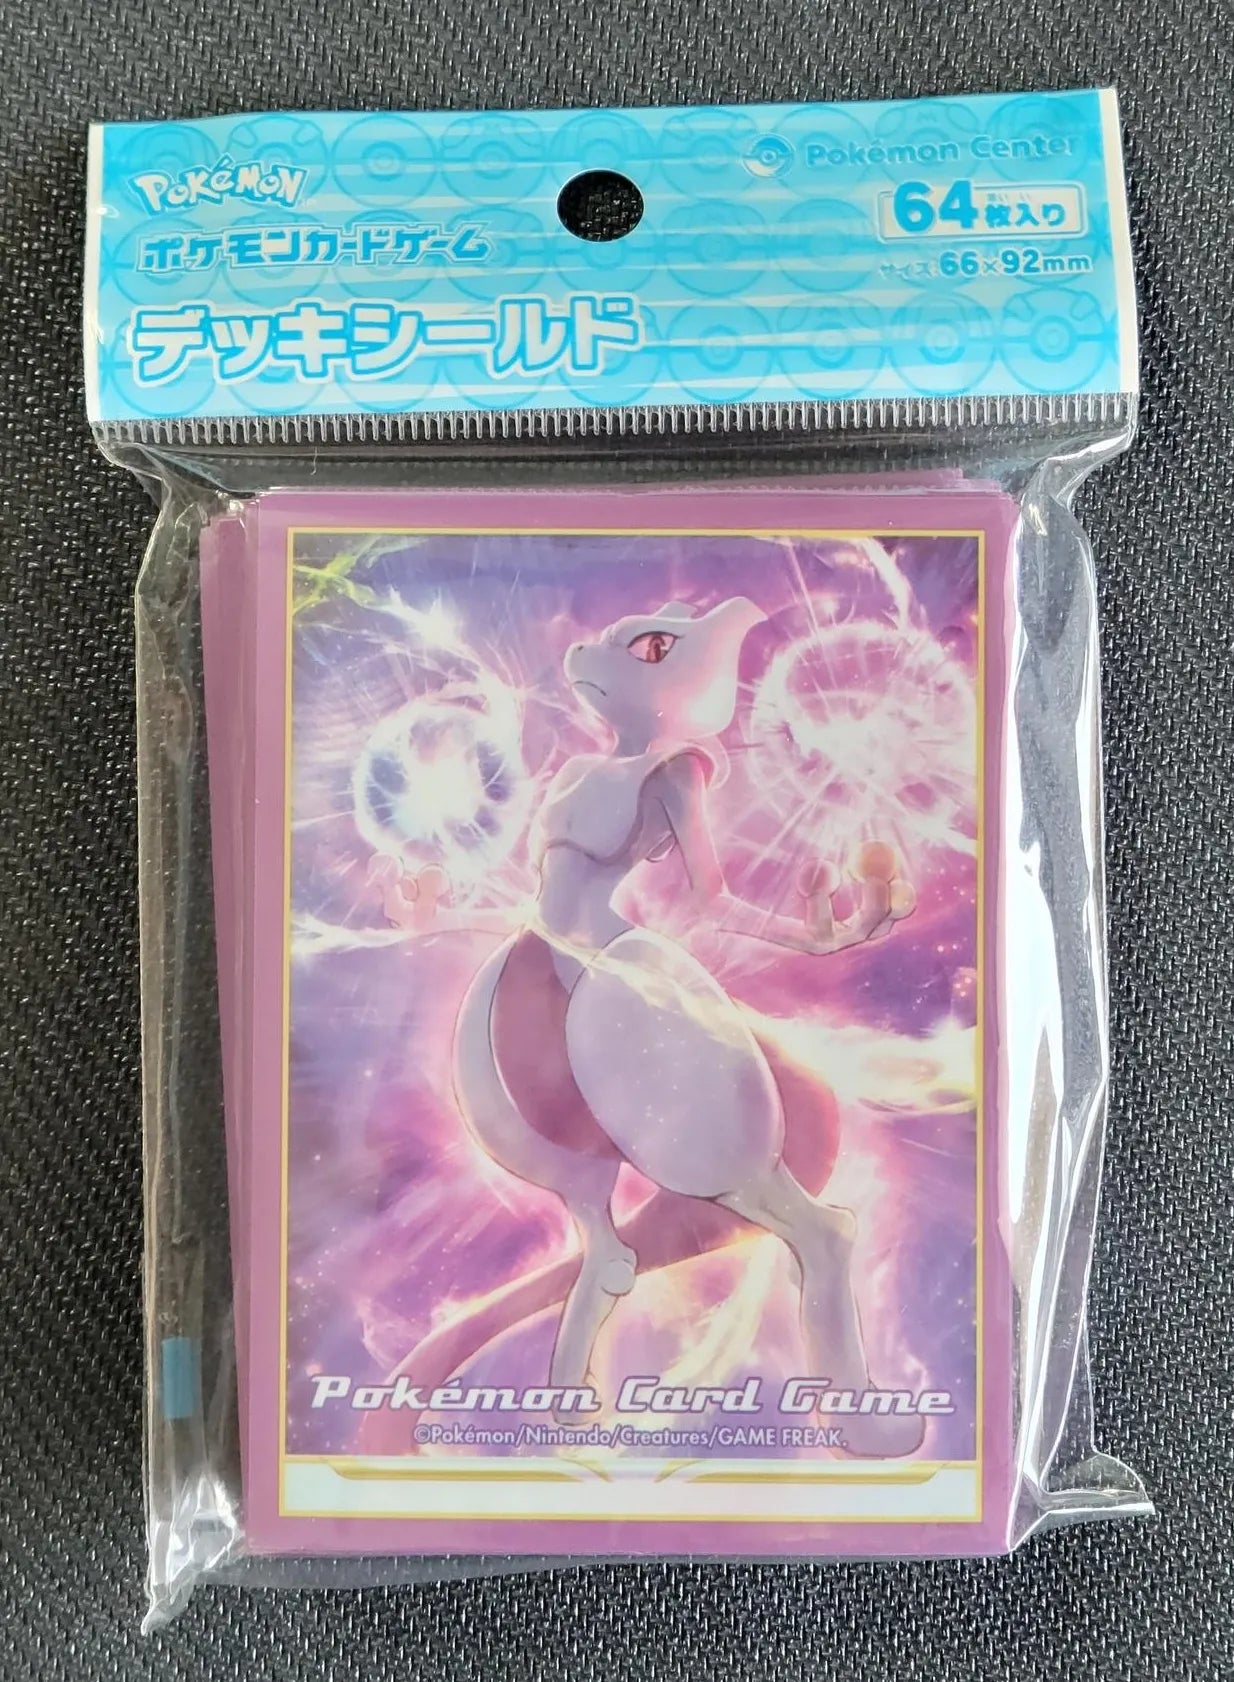 Pokémon
ポケモンカードゲーム
デッキシールド
Pokémon Center
64枚入り
サイズ:66×92mm
Pokémon Card Game
©Pokémon/Nintendo/Creatures/GAME FREAK.